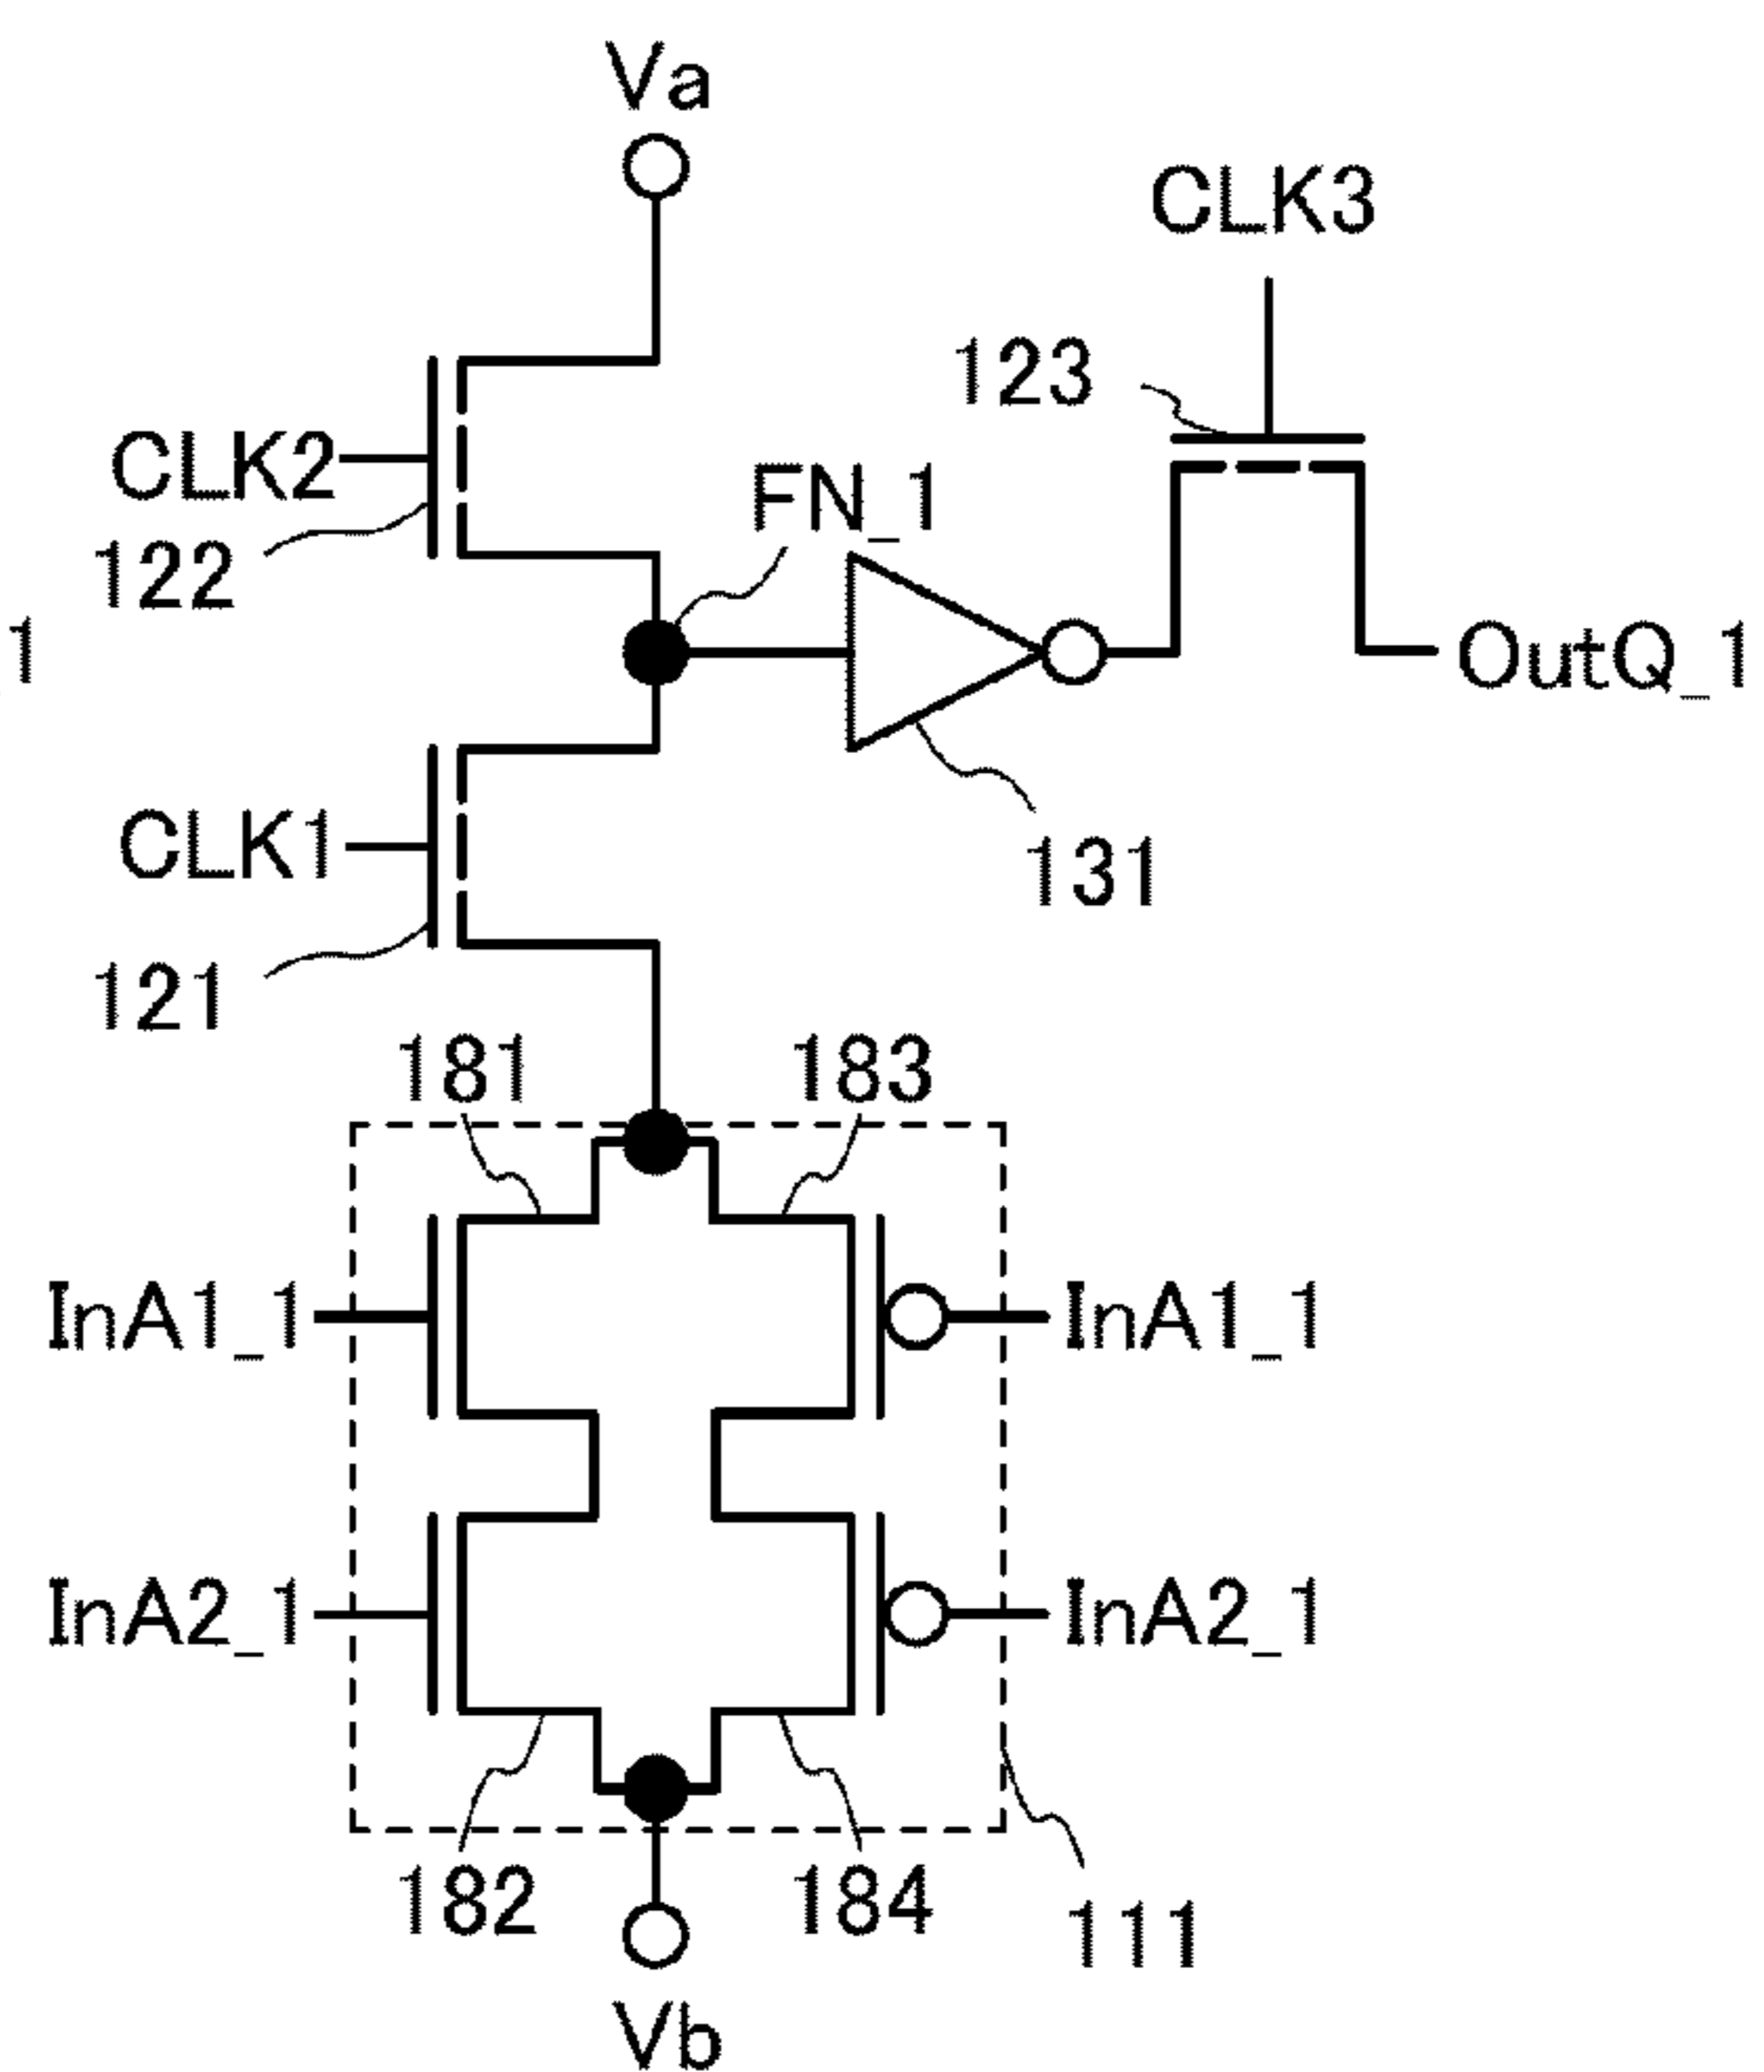 Va
CLK3
123
CLK2
FN_1
122
1
OutQ_1
CLK1
131
121
181
183
InA1_1
InA1_1
InA2_1
InA2_1
182
184
111
Vb